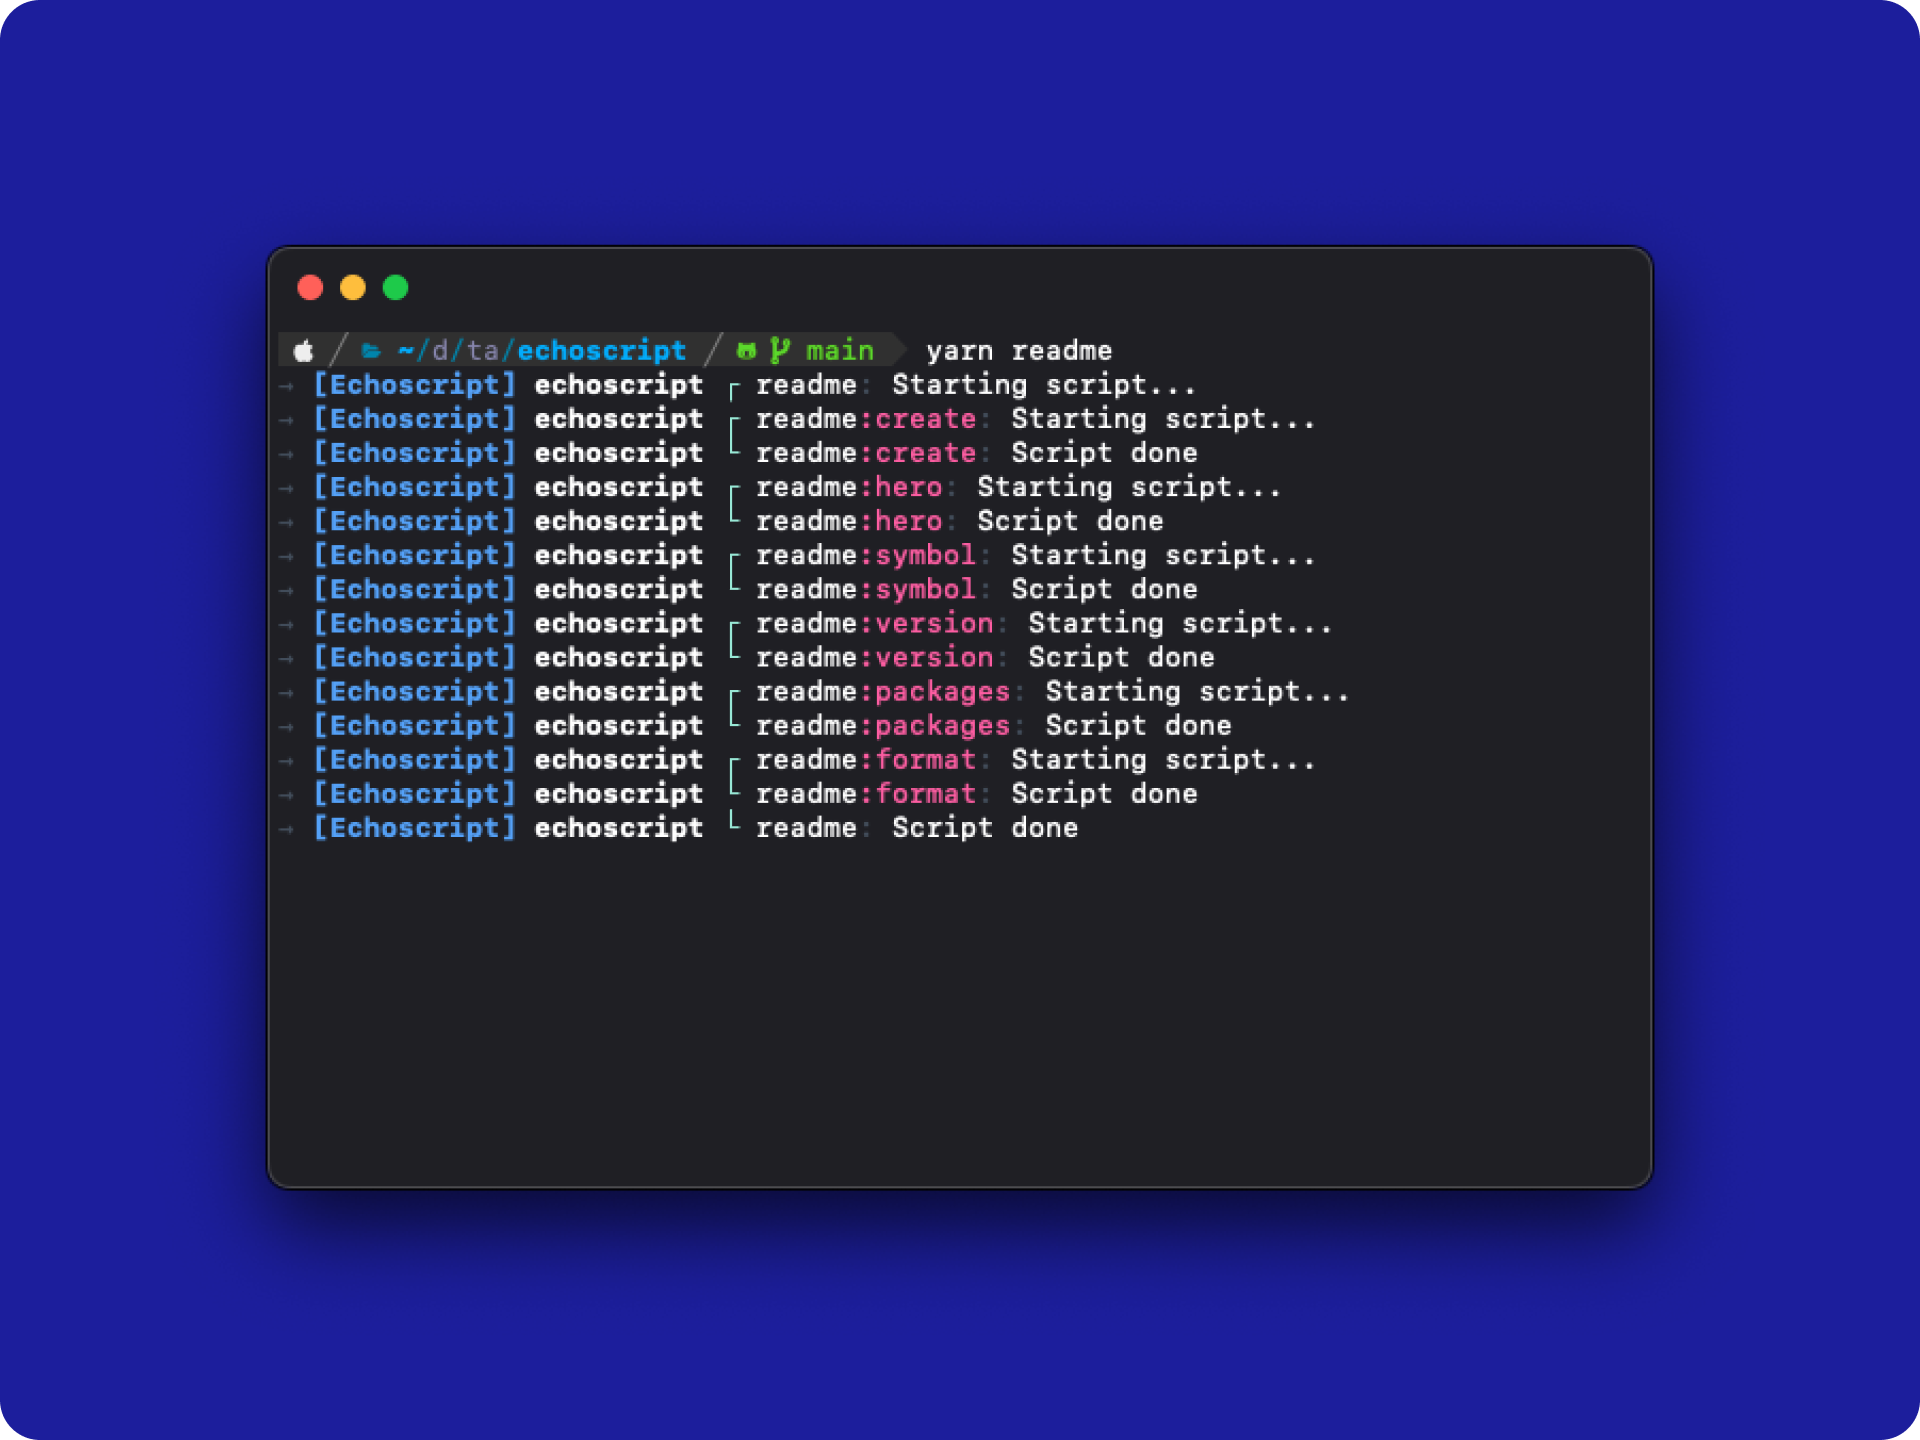 ~/d/ta/echoscript main yarn readme
→ [Echoscript] echoscript ┌ readme: Starting script...
→ [Echoscript] echoscript ┌ readme:create: Starting script...
→ [Echoscript] echoscript └ readme:create: Script done
→ [Echoscript] echoscript ┌ readme:hero: Starting script...
→ [Echoscript] echoscript └ readme:hero: Script done
→ [Echoscript] echoscript ┌ readme:symbol: Starting script...
→ [Echoscript] echoscript └ readme:symbol: Script done
→ [Echoscript] echoscript ┌ readme:version: Starting script...
→ [Echoscript] echoscript └ readme:version: Script done
→ [Echoscript] echoscript ┌ readme:packages: Starting script...
→ [Echoscript] echoscript └ readme:packages: Script done
→ [Echoscript] echoscript ┌ readme:format: Starting script...
→ [Echoscript] echoscript └ readme:format: Script done
→ [Echoscript] echoscript └ readme: Script done